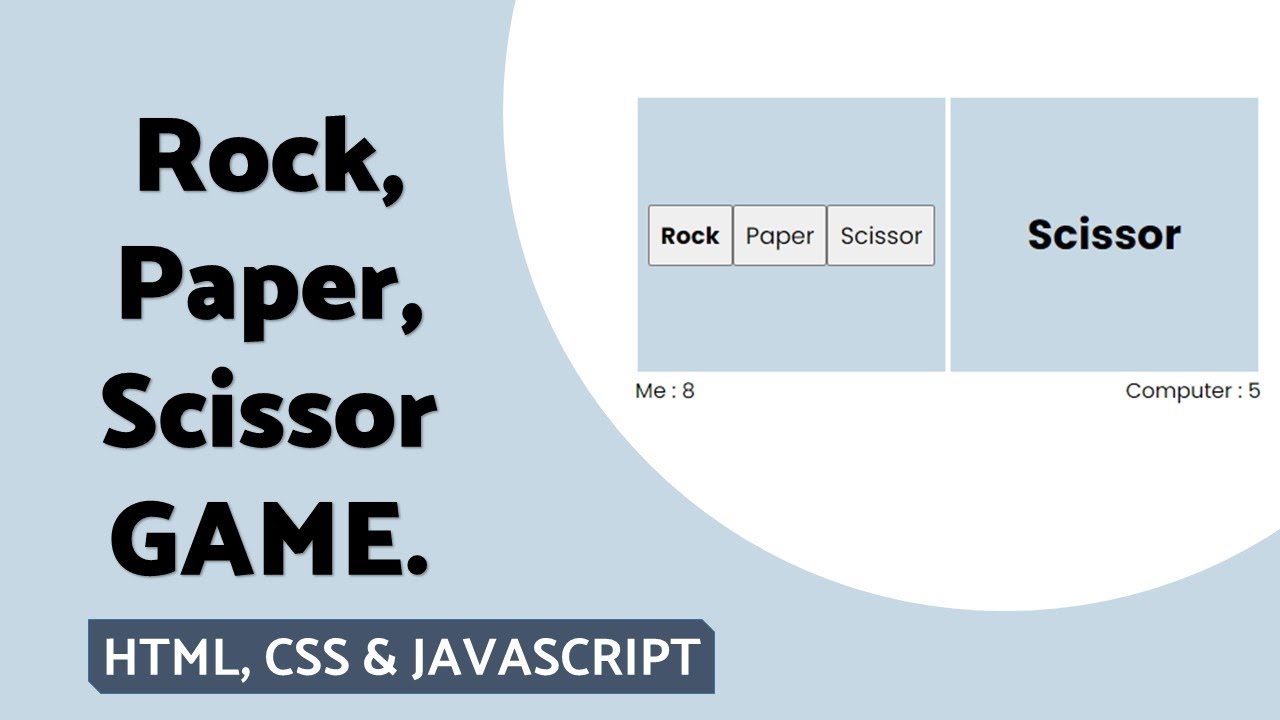 Rock,
Paper,
Scissor
GAME.
HTML, CSS & JAVASCRIPT
Rock Paper Scissor
Scissor
Me : 8
Computer : 5